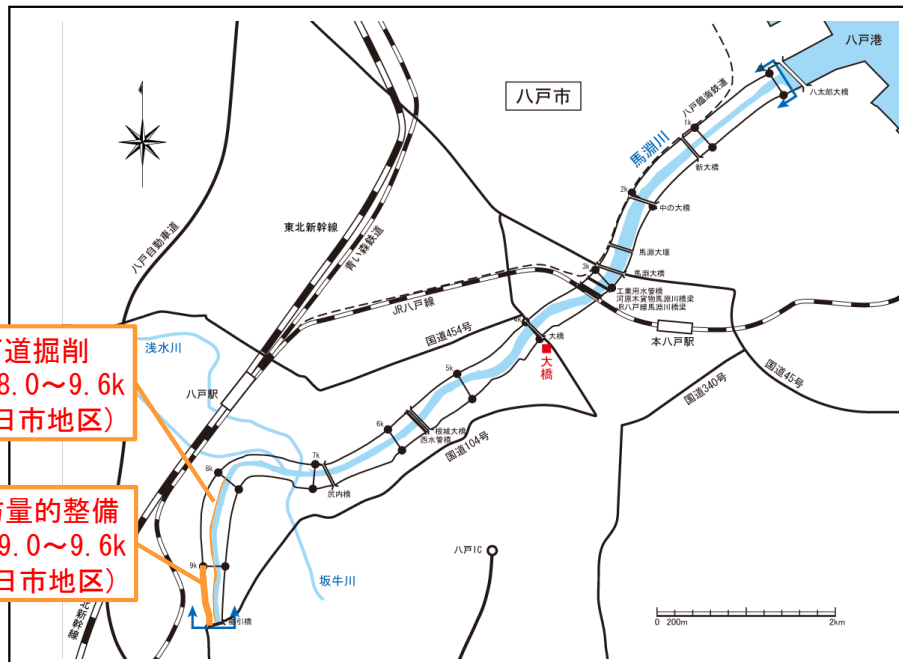 八戸港
八戸市
八太郎大橋
八戸臨海鉄道
1k
馬淵川
新大橋
2k
中の大橋
東北新幹線
青い森鉄道
八戸自動車道
馬淵大堰
3k
馬淵大橋
工業用水管橋
河原木貨物馬淵川橋梁
JR八戸線馬淵川橋梁
JR八戸線
本八戸駅
4k
大橋
大橋
国道454号
国道45号
国道340号
道掘削
8.0～9.6k
日市地区）
浅水川
八戸駅
5k
6k
根城大橋
西水管橋
国道104号
7k
8k
尻内橋
量的整備
9.0～9.6k
日市地区）
9k
八戸IC
坂牛川
北新幹線
引橋
0 200m 2km